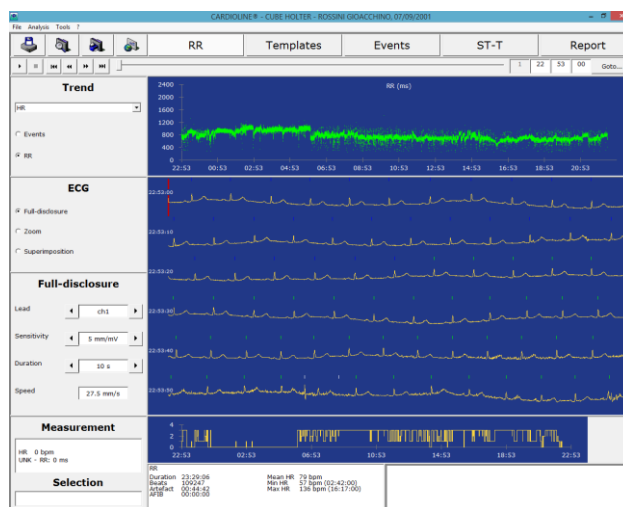 CARDIOLINE® - CUBE HOLTER - ROSSINI GIOACCHINO, 07/09/2001
File Analysis Tools ?
RR Templates Events ST-T Report
1 22 53 00 Goto...
Trend
HR
Events
RR
RR (ms)
2400
2000
1600
1200
800
400
0
22:53 00:53 02:53 04:53 06:53 08:53 10:53 12:53 14:53 16:53 18:53 20:53
ECG
Full-disclosure
Zoom
Superimposition
22:53:00
22:53:10
22:53:20
22:53:30
22:53:40
22:53:50
Full-disclosure
Lead ch1
Sensitivity 5 mm/mV
Duration 10 s
Speed 27.5 mm/s
Measurement
HR 0 bpm
UNK - RR: 0 ms
Selection
4
2
0
22:53 02:53 06:53 10:53 14:53 18:53 22:53
RR
Duration 23:29:06 Mean HR 79 bpm
Beats 109247 Min HR 57 bpm (02:42:00)
Artefact 00:44:42 Max HR 136 bpm (16:17:00)
AFIB 00:00:00